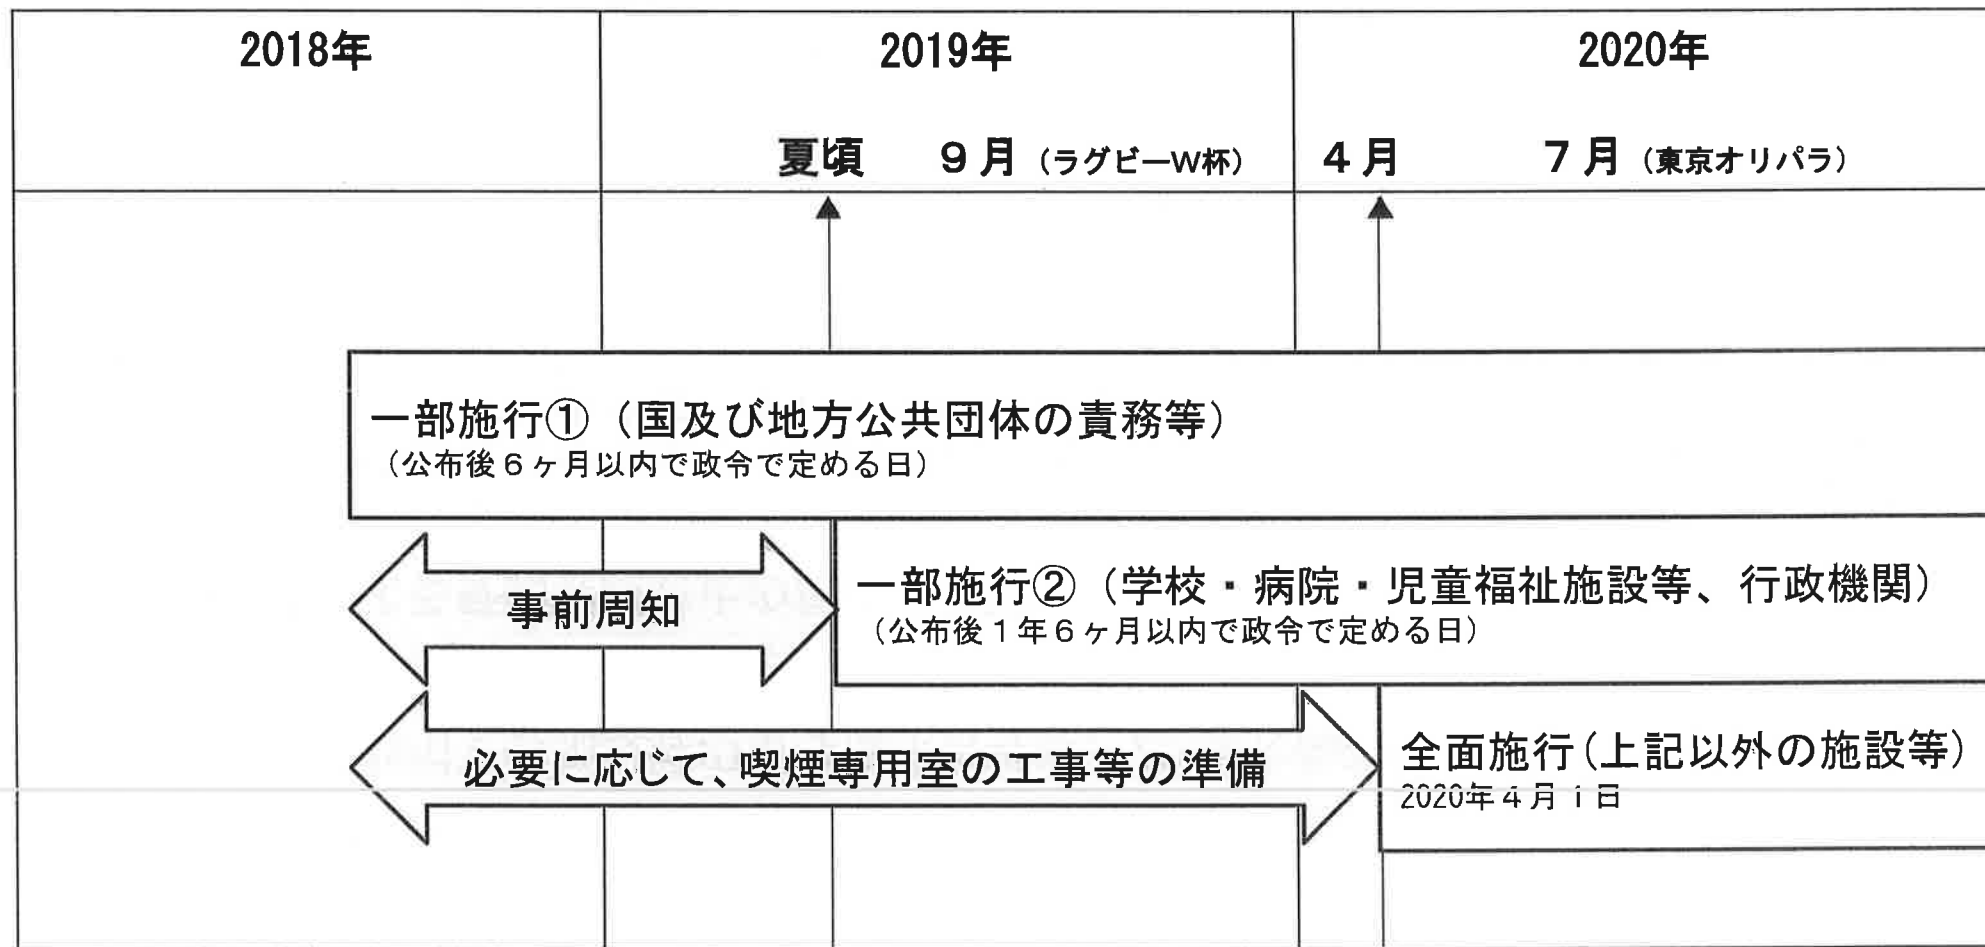 2018年
2019年
2020年
夏頃 9月（ラグビーW杯）
4月 7月（東京オリパラ）
一部施行①（国及び地方公共団体の責務等）
（公布後6ヶ月以内で政令で定める日）
事前周知
一部施行②（学校・病院・児童福祉施設等、行政機関）
（公布後1年6ヶ月以内で政令で定める日）
必要に応じて、喫煙専用室の工事等の準備
全面施行（上記以外の施設等）
2020年4月1日